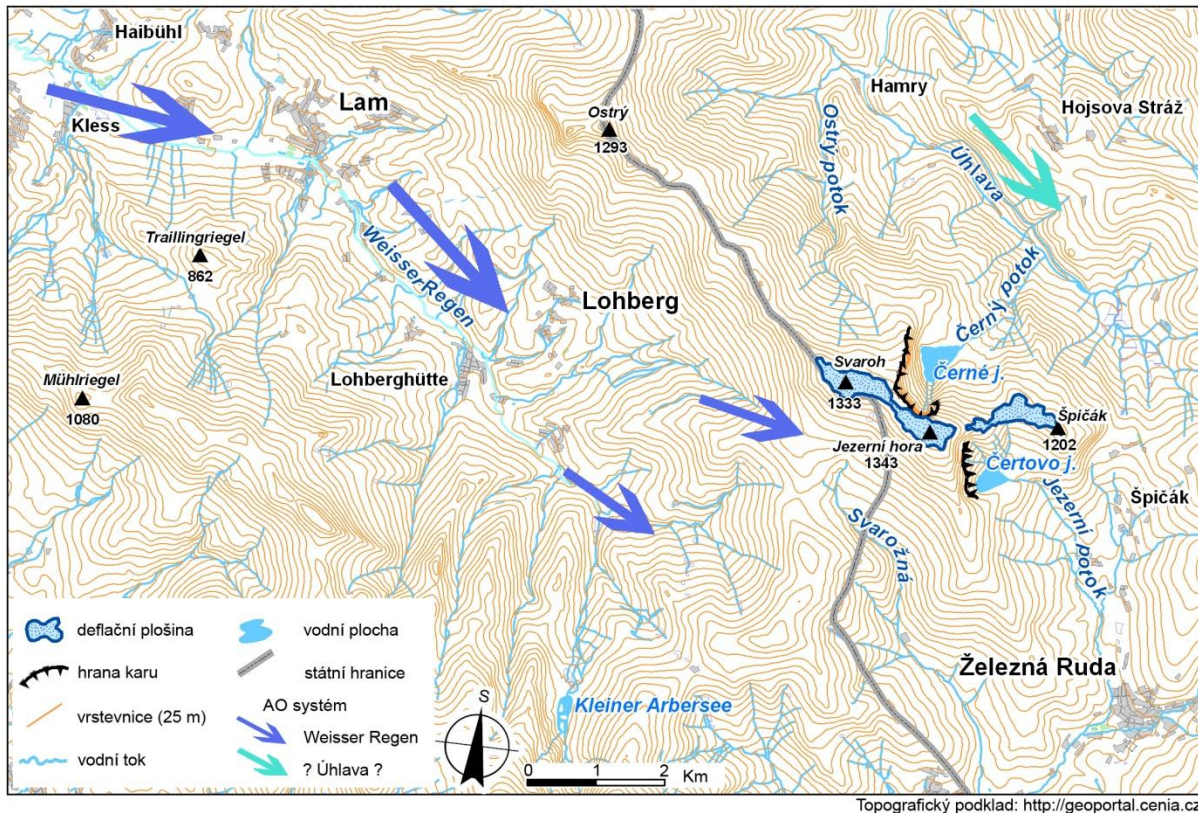 Haibühl
Kless
Lam
Ostrý
1293
Hamry
Hojsova Stráž
Ostrý potok
Úhlava
Traillingriegel
862
Weisser Regen
Lohberg
Černý potok
Mühlriegel
1080
Lohberghütte
Svaroh
1333
Černé j.
Jezerní hora
1343
Špičák
1202
Čertovo j.
Špičák
Jezerní potok
Svarožná
Železná Ruda
Kleiner Arbersee
deflační plošina
hrana karu
vrstevnice (25 m)
vodní tok
vodní plocha
státní hranice
AO systém
Weisser Regen
? Úhlava ?
S
0 1 2
Km
Topografický podklad: http://geoportal.cenia.cz